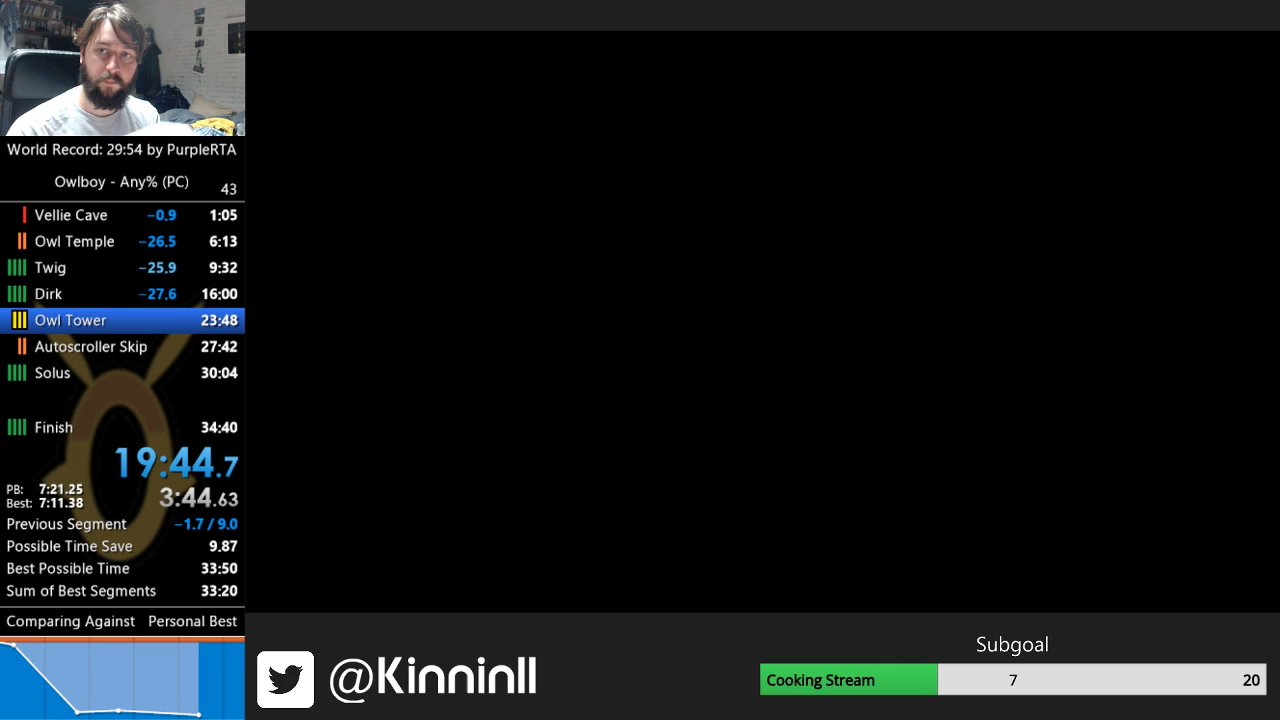 World Record: 29:54 by PurpleRTA
Owlboy - Any% (PC)
43
Vellie Cave −0.9 1:05
Owl Temple −26.5 6:13
Twig −25.9 9:32
Dirk −27.6 16:00
Owl Tower 23:48
Autoscroller Skip 27:42
Solus 30:04
Finish 34:40
19:44.7
PB: 7:21.25
Best: 7:11.38
3:44.63
Previous Segment −1.7 / 9.0
Possible Time Save 9.87
Best Possible Time 33:50
Sum of Best Segments 33:20
Comparing Against Personal Best
@Kinninll
Subgoal
Cooking Stream 7 20